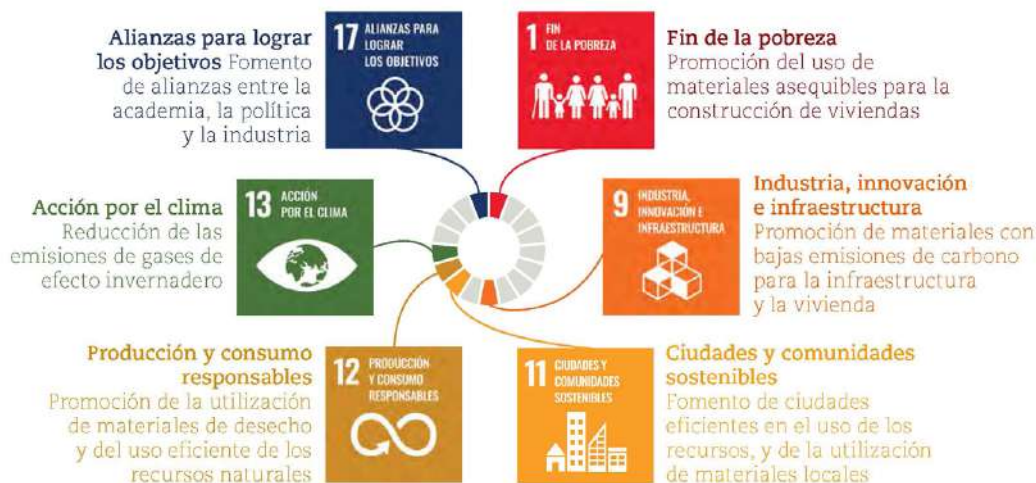 Alianzas para lograr
los objetivos Fomento
de alianzas entre la
academia, la política
y la industria
17 ALIANZAS PARA
LOGRAR
LOS OBJETIVOS
1 FIN
DE LA POBREZA
Fin de la pobreza
Promoción del uso de
materiales asequibles para la
construcción de viviendas
Acción por el clima
Reducción de las
emisiones de gases de
efecto invernadero
13 ACCIÓN
POR EL CLIMA
9 INDUSTRIA,
INNOVACIÓN E
INFRAESTRUCTURA
Industria, innovación
e infraestructura
Promoción de materiales con
bajas emisiones de carbono
para la infraestructura
y la vivienda
Producción y consumo
responsables
Promoción de la utilización
de materiales de desecho
y del uso eficiente de los
recursos naturales
12 PRODUCCIÓN
Y CONSUMO
RESPONSABLES
11 CIUDADES Y
COMUNIDADES
SOSTENIBLES
Ciudades y comunidades
sostenibles
Fomento de ciudades
eficientes en el uso de los
recursos, y de la utilización
de materiales locales